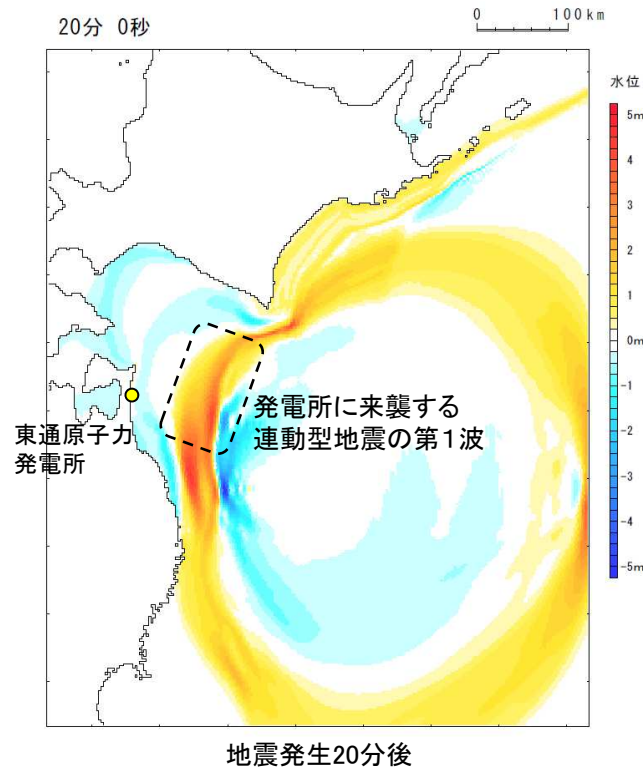 20分 0秒
0 100km
水位
5m
4
3
2
1
0m
-1
-2
-3
-4
-5m
発電所に来襲する
連動型地震の第1波
東通原子力
発電所
地震発生20分後